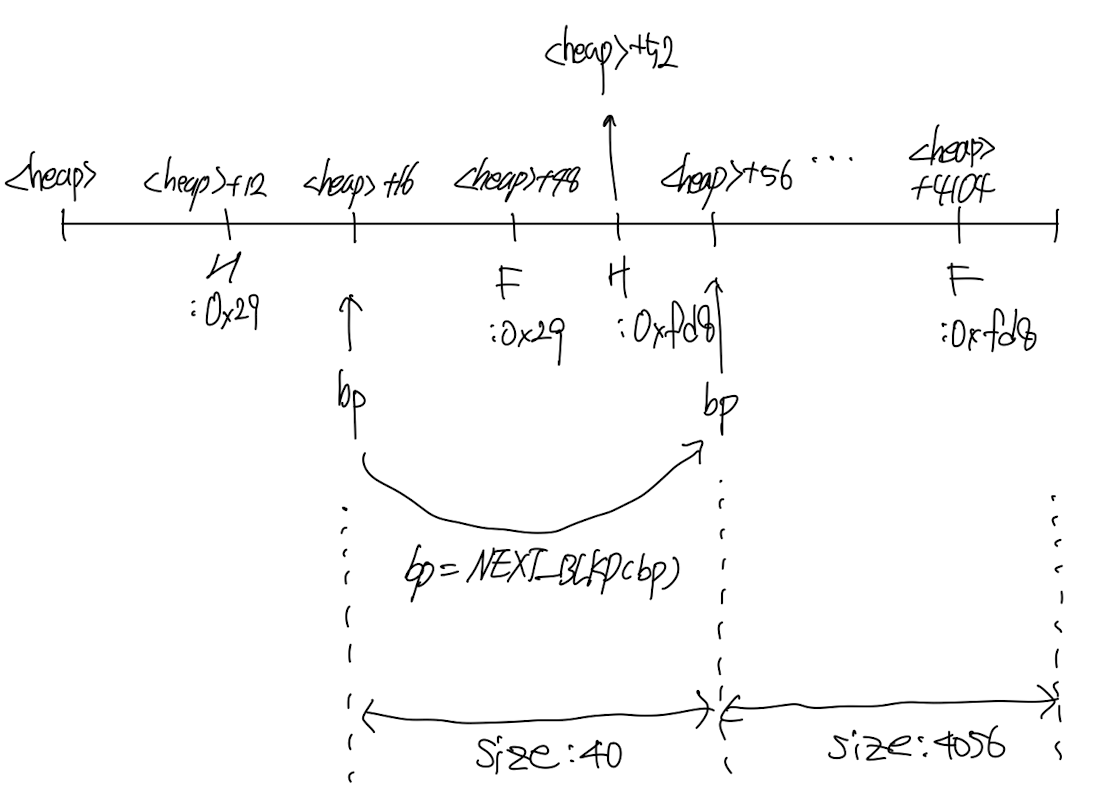 <heap>+52
<heap> <heap>+12 <heap>+16 <heap>+48 <heap>+56 ... <heap>
+4104
H F H F
:0x29 :0x29 :0xfd8 :0xfd8
bp bp
bp=NEXT_BLKP(bp)
size:40 size:4056